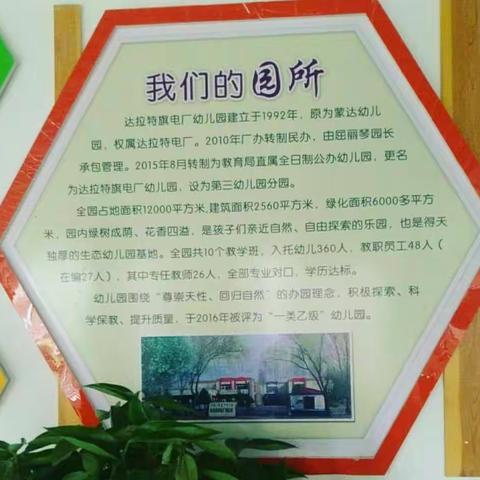 我们的园所
达拉特旗电厂幼儿园建立于1992年，原为蒙达幼儿
园，权属达拉特电厂。2010年厂办转制民办，由屈丽琴园长
承包管理。2015年8月转制为教育局直属全日制公办幼儿园，更名
为达拉特旗电厂幼儿园，设为第三幼儿园分园。
全园占地面积12000平方米,建筑面积2560平方米，绿化面积6000多平方
米，园内绿树成荫、花香四溢，是孩子们亲近自然、自由探索的乐园，也是得天
独厚的生态幼儿园基地。全园共10个教学班，入托幼儿360人，教职员工48人（
在编27人），其中专任教师26人，全部专业对口，学历达标。
幼儿园围绕“尊崇天性、回归自然”的办园理念，积极探索、科
学保教、提升质量，于2016年被评为“一类乙级”幼儿园。